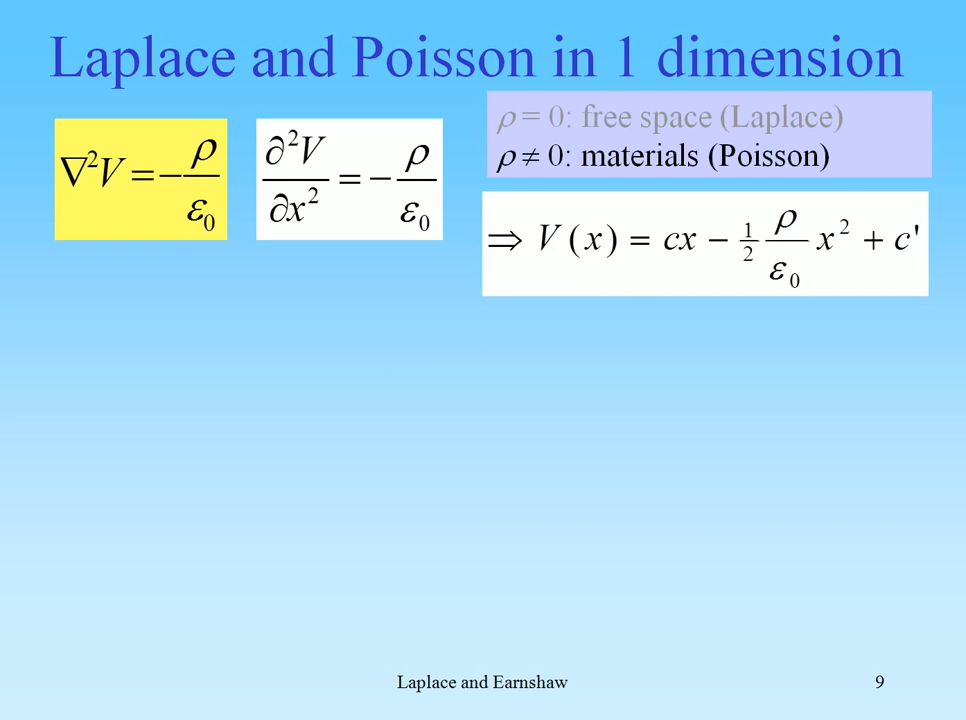 Laplace and Poisson in 1 dimension
ρ = 0: free space (Laplace)
ρ ≠ 0: materials (Poisson)
∇²V = −ρ/ε₀
∂²V/∂x² = −ρ/ε₀
⇒ V(x) = cx − ½ ρ/ε₀ x² + c'
Laplace and Earnshaw
9